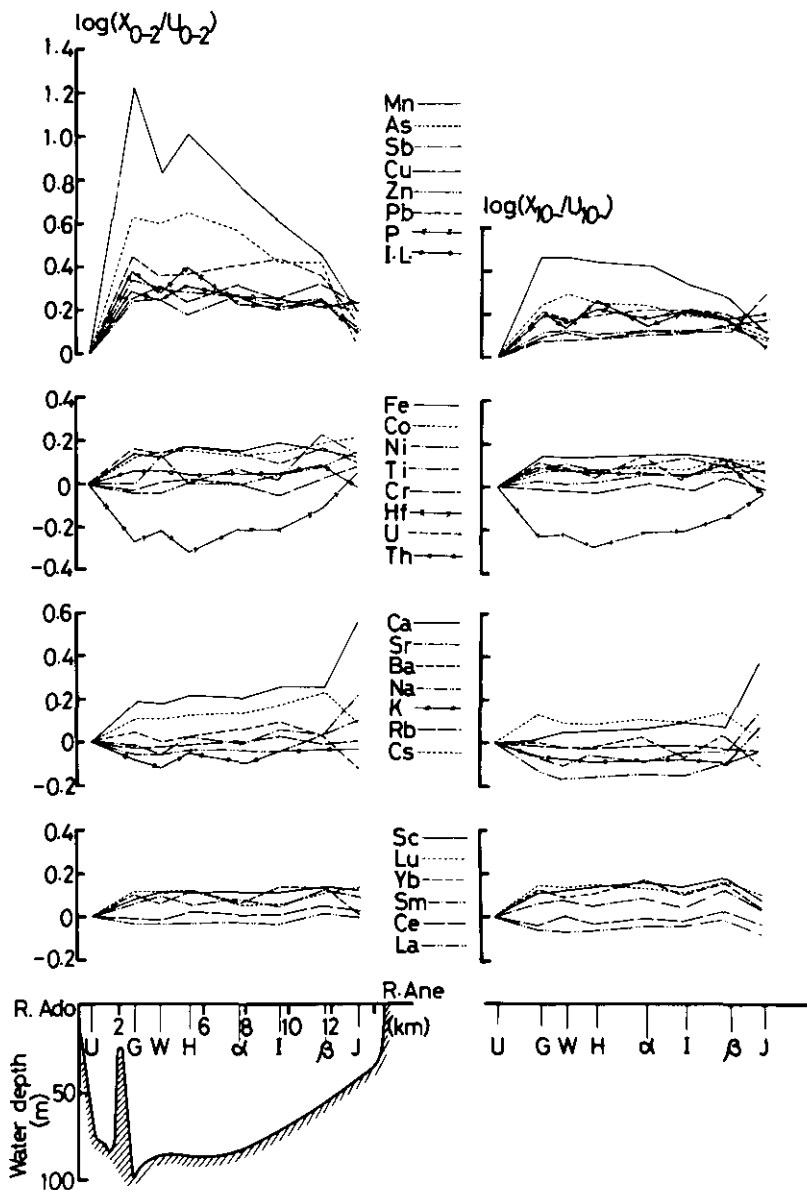 log(X0-2/U0-2)
1.4
1.2
1.0
0.8
0.6
0.4
0.2
0
Mn
As
Sb
Cu
Zn
Pb
P
I.L
log(X10-/U10-)
0.4
0.2
0
-0.2
-0.4
Fe
Co
Ni
Ti
Cr
Hf
U
Th
0.6
0.4
0.2
0
-0.2
Ca
Sr
Ba
Na
K
Rb
Cs
0.4
0.2
0
-0.2
Sc
Lu
Yb
Sm
Ce
La
R. Ado
R. Ane
2 6 8 10 12 (km)
U G W H α I β J
U G W H α I β J
Water depth (m)
50
100